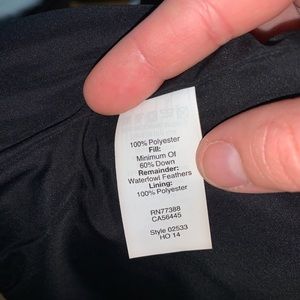 100% Polyester
Fill:
Minimum Of
60% Down
Remainder:
Waterfowl Feathers
Lining:
100% Polyester
RN77388
CA56445
Style 02533
HO 14